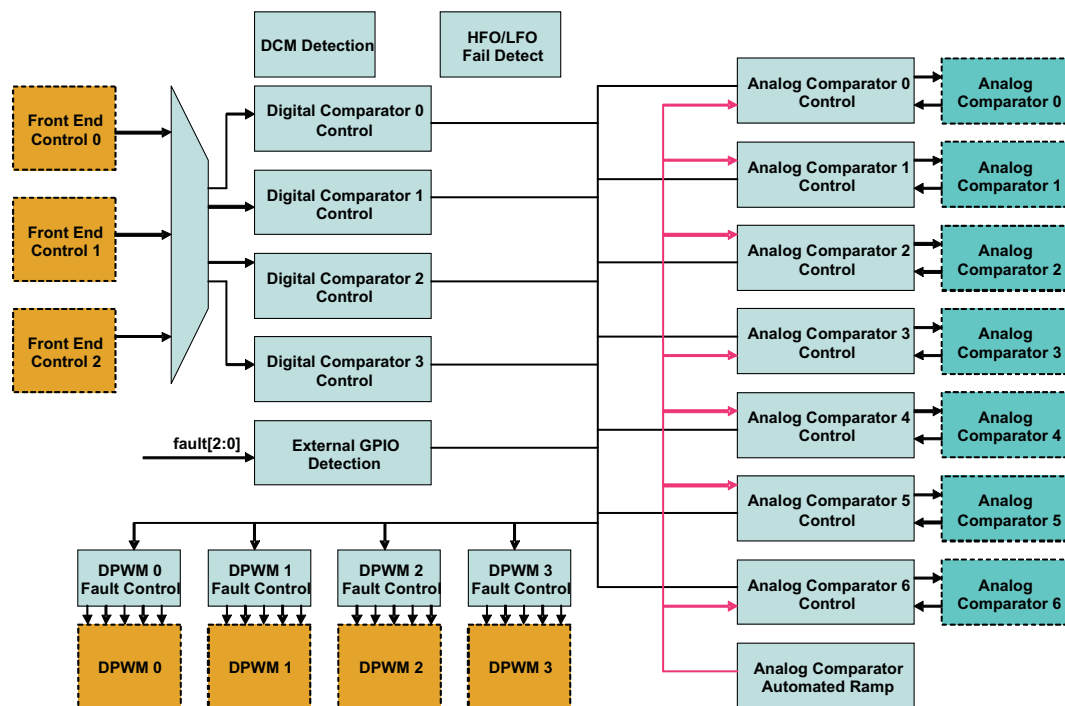 DCM Detection
HFO/LFO
Fail Detect
Front End
Control 0
Front End
Control 1
Front End
Control 2
Digital Comparator 0
Control
Digital Comparator 1
Control
Digital Comparator 2
Control
Digital Comparator 3
Control
fault[2:0]
External GPIO
Detection
Analog Comparator 0
Control
Analog
Comparator 0
Analog Comparator 1
Control
Analog
Comparator 1
Analog Comparator 2
Control
Analog
Comparator 2
Analog Comparator 3
Control
Analog
Comparator 3
Analog Comparator 4
Control
Analog
Comparator 4
Analog Comparator 5
Control
Analog
Comparator 5
Analog Comparator 6
Control
Analog
Comparator 6
Analog Comparator
Automated Ramp
DPWM 0
Fault Control
DPWM 1
Fault Control
DPWM 2
Fault Control
DPWM 3
Fault Control
DPWM 0
DPWM 1
DPWM 2
DPWM 3